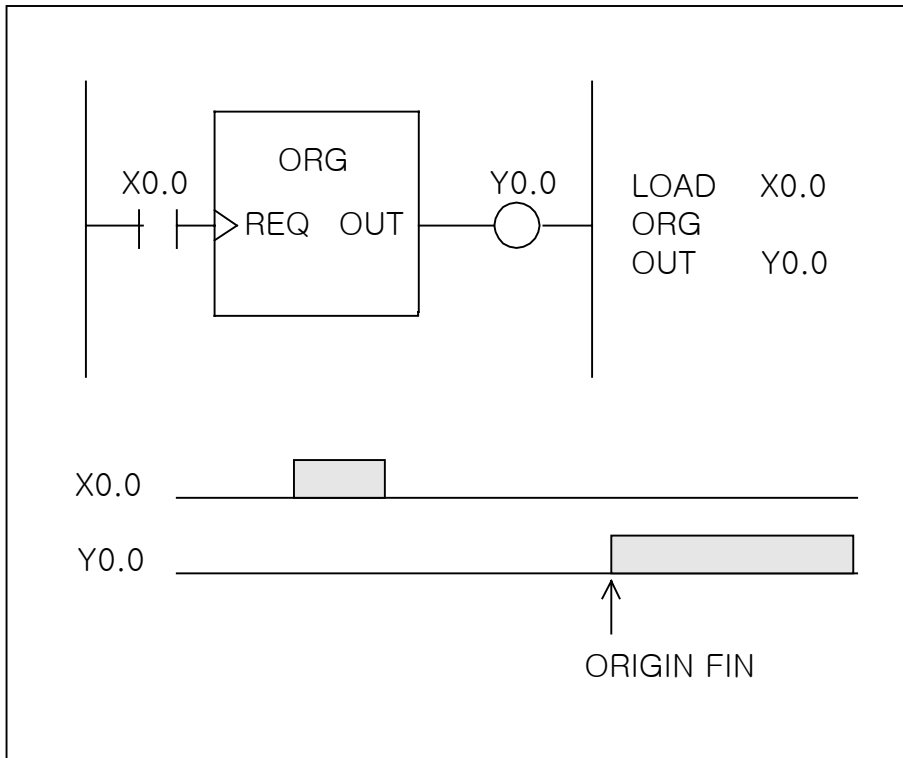 ORG
X0.0
REQ OUT
Y0.0
LOAD X0.0
ORG
OUT Y0.0
X0.0
Y0.0
ORIGIN FIN